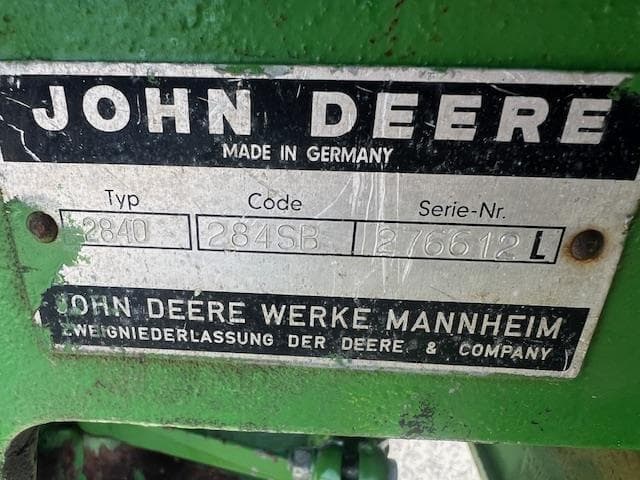 JOHN DEERE
MADE IN GERMANY
Typ Code Serie-Nr.
2840 284SB 276612L
JOHN DEERE WERKE MANNHEIM
ZWEIGNIEDERLASSUNG DER DEERE & COMPANY